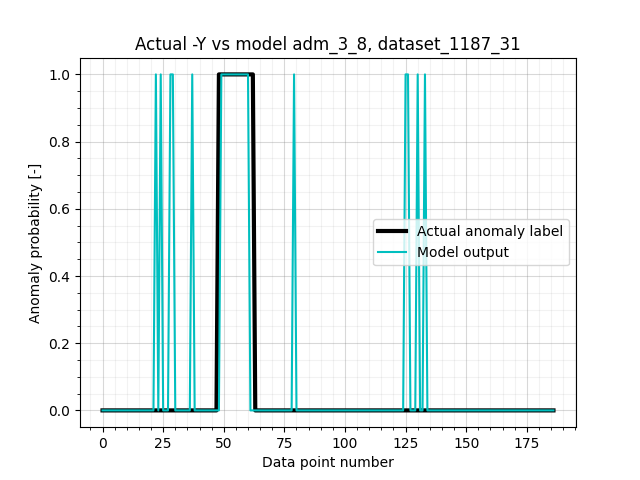 Actual -Y vs model adm_3_8, dataset_1187_31
Anomaly probability [-]
1.0
0.8
0.6
0.4
0.2
0.0
Actual anomaly label
Model output
0 25 50 75 100 125 150 175
Data point number